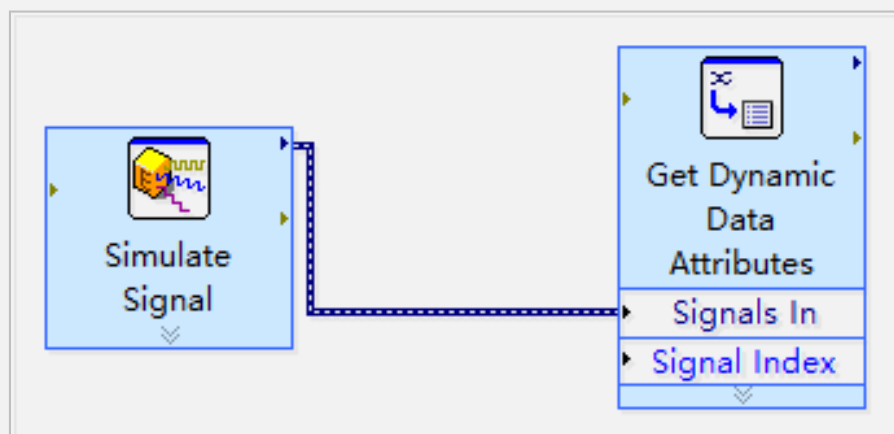 Simulate
Signal
Get Dynamic
Data
Attributes
Signals In
Signal Index